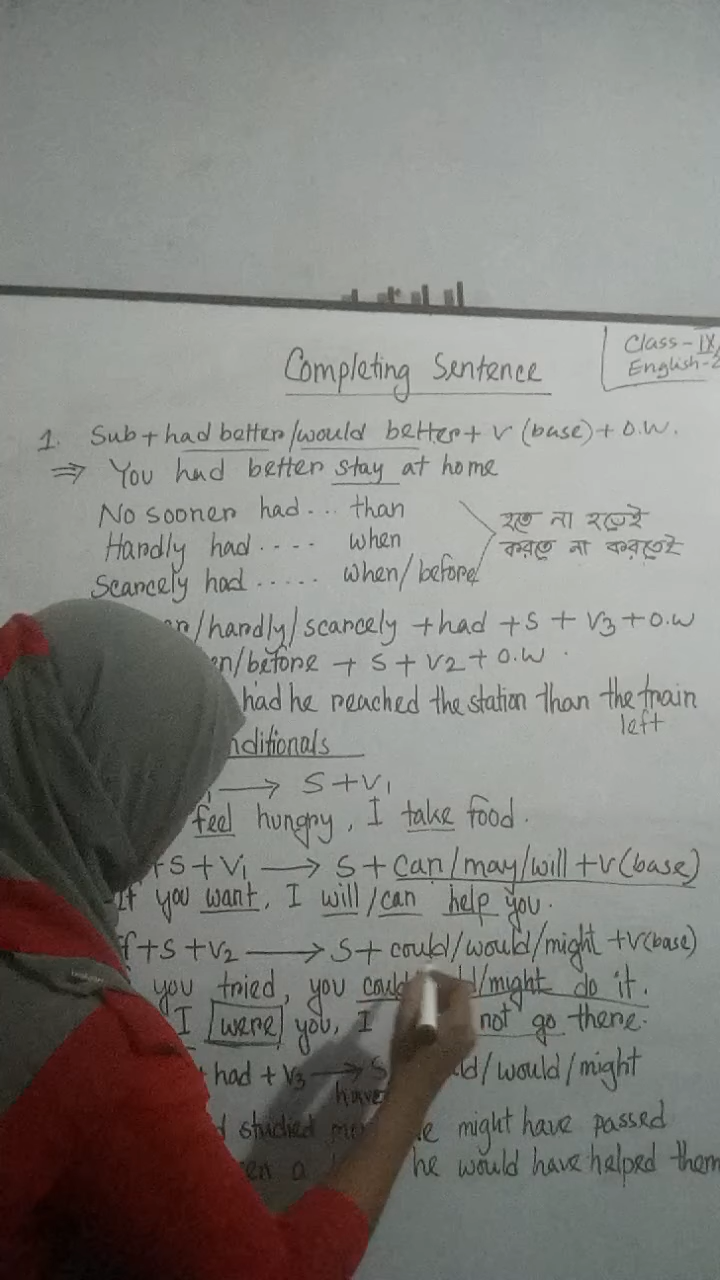 Class - IX
English - 2
Completing Sentence
1. Sub + had better/would better + V (base) + O.W.
⇒ You had better stay at home
No sooner had... than
Hardly had .... when
Scarcely had ..... when/before
হতে না হতেই
করতে না করতেই
/hardly/scarcely + had + S + V3 + O.W
/before + S + V2 + O.W.
had he reached the station than the train
left
⟶ S + V1
feel hungry, I take food.
+ S + V1 ⟶ S + can/may/will + V (base)
If you want, I will/can help you.
+ S + V2 ⟶ S + could/would/might + V (base)
you tried, you /might do it.
I were you, I not go there.
+ had + V3 ⟶ S /would/might
have
studied might have passed
a he would have helped them